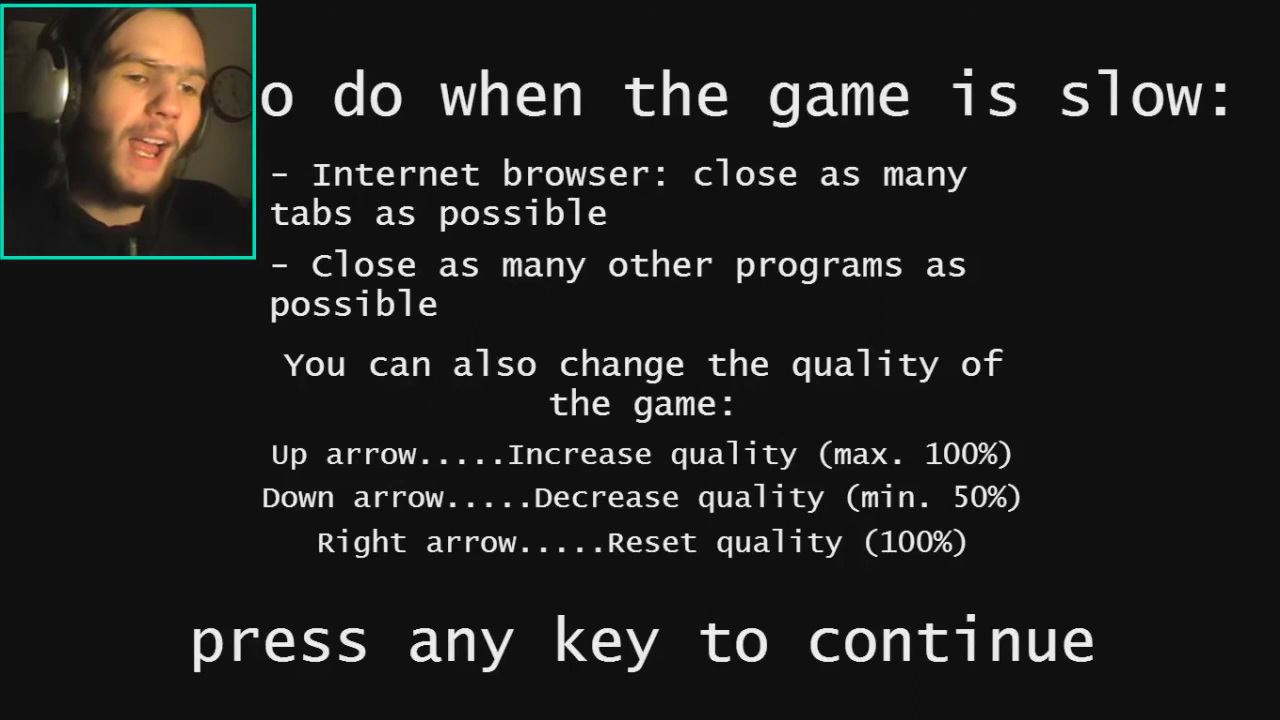 o do when the game is slow:
- Internet browser: close as many
tabs as possible
- Close as many other programs as
possible
You can also change the quality of
the game:
Up arrow.....Increase quality (max. 100%)
Down arrow.....Decrease quality (min. 50%)
Right arrow.....Reset quality (100%)
press any key to continue